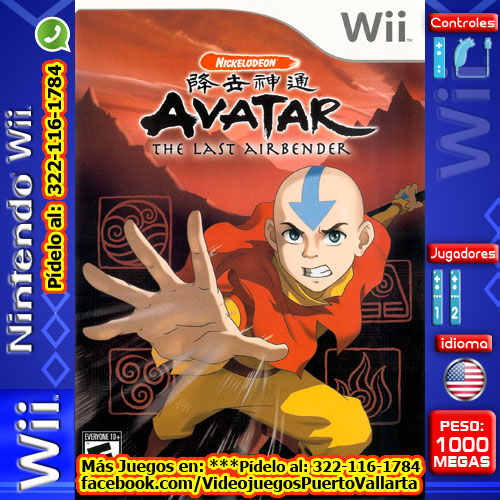 Nintendo Wii
Wii
Pídelo al: 322-116-1784
Wii
NICKELODEON
降去神通
AVATAR
THE LAST AIRBENDER
EVERYONE 10+
Controles
Wii
Jugadores
1 2
idioma
PESO:
1000
MEGAS
Más Juegos en: ***Pídelo al: 322-116-1784
facebook.com/VideojuegosPuertoVallarta